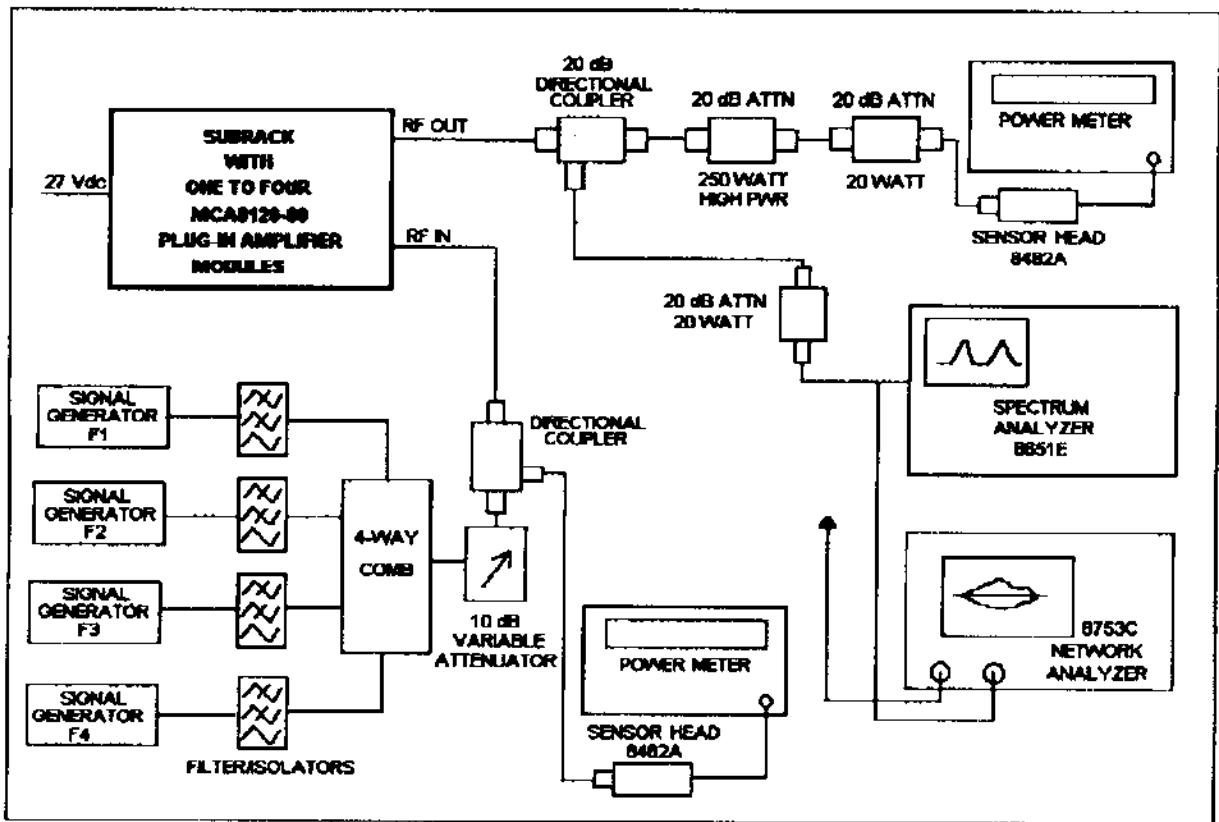 20 dB
DIRECTIONAL
COUPLER
20 dB ATTN
20 dB ATTN
POWER METER
250 WATT
HIGH PWR
20 WATT
SENSOR HEAD
8482A
SUBRACK
WITH
ONE TO FOUR
PLUG-IN AMPLIFIER
MODULES
RF OUT
27 Vdc
RF IN
20 dB ATTN
20 WATT
SPECTRUM
ANALYZER
SIGNAL
GENERATOR
F1
DIRECTIONAL
COUPLER
SIGNAL
GENERATOR
F2
4-WAY
COMB
SIGNAL
GENERATOR
F3
10 dB
VARIABLE
ATTENUATOR
POWER METER
8753C
NETWORK
ANALYZER
SIGNAL
GENERATOR
F4
FILTER/ISOLATORS
SENSOR HEAD
8482A